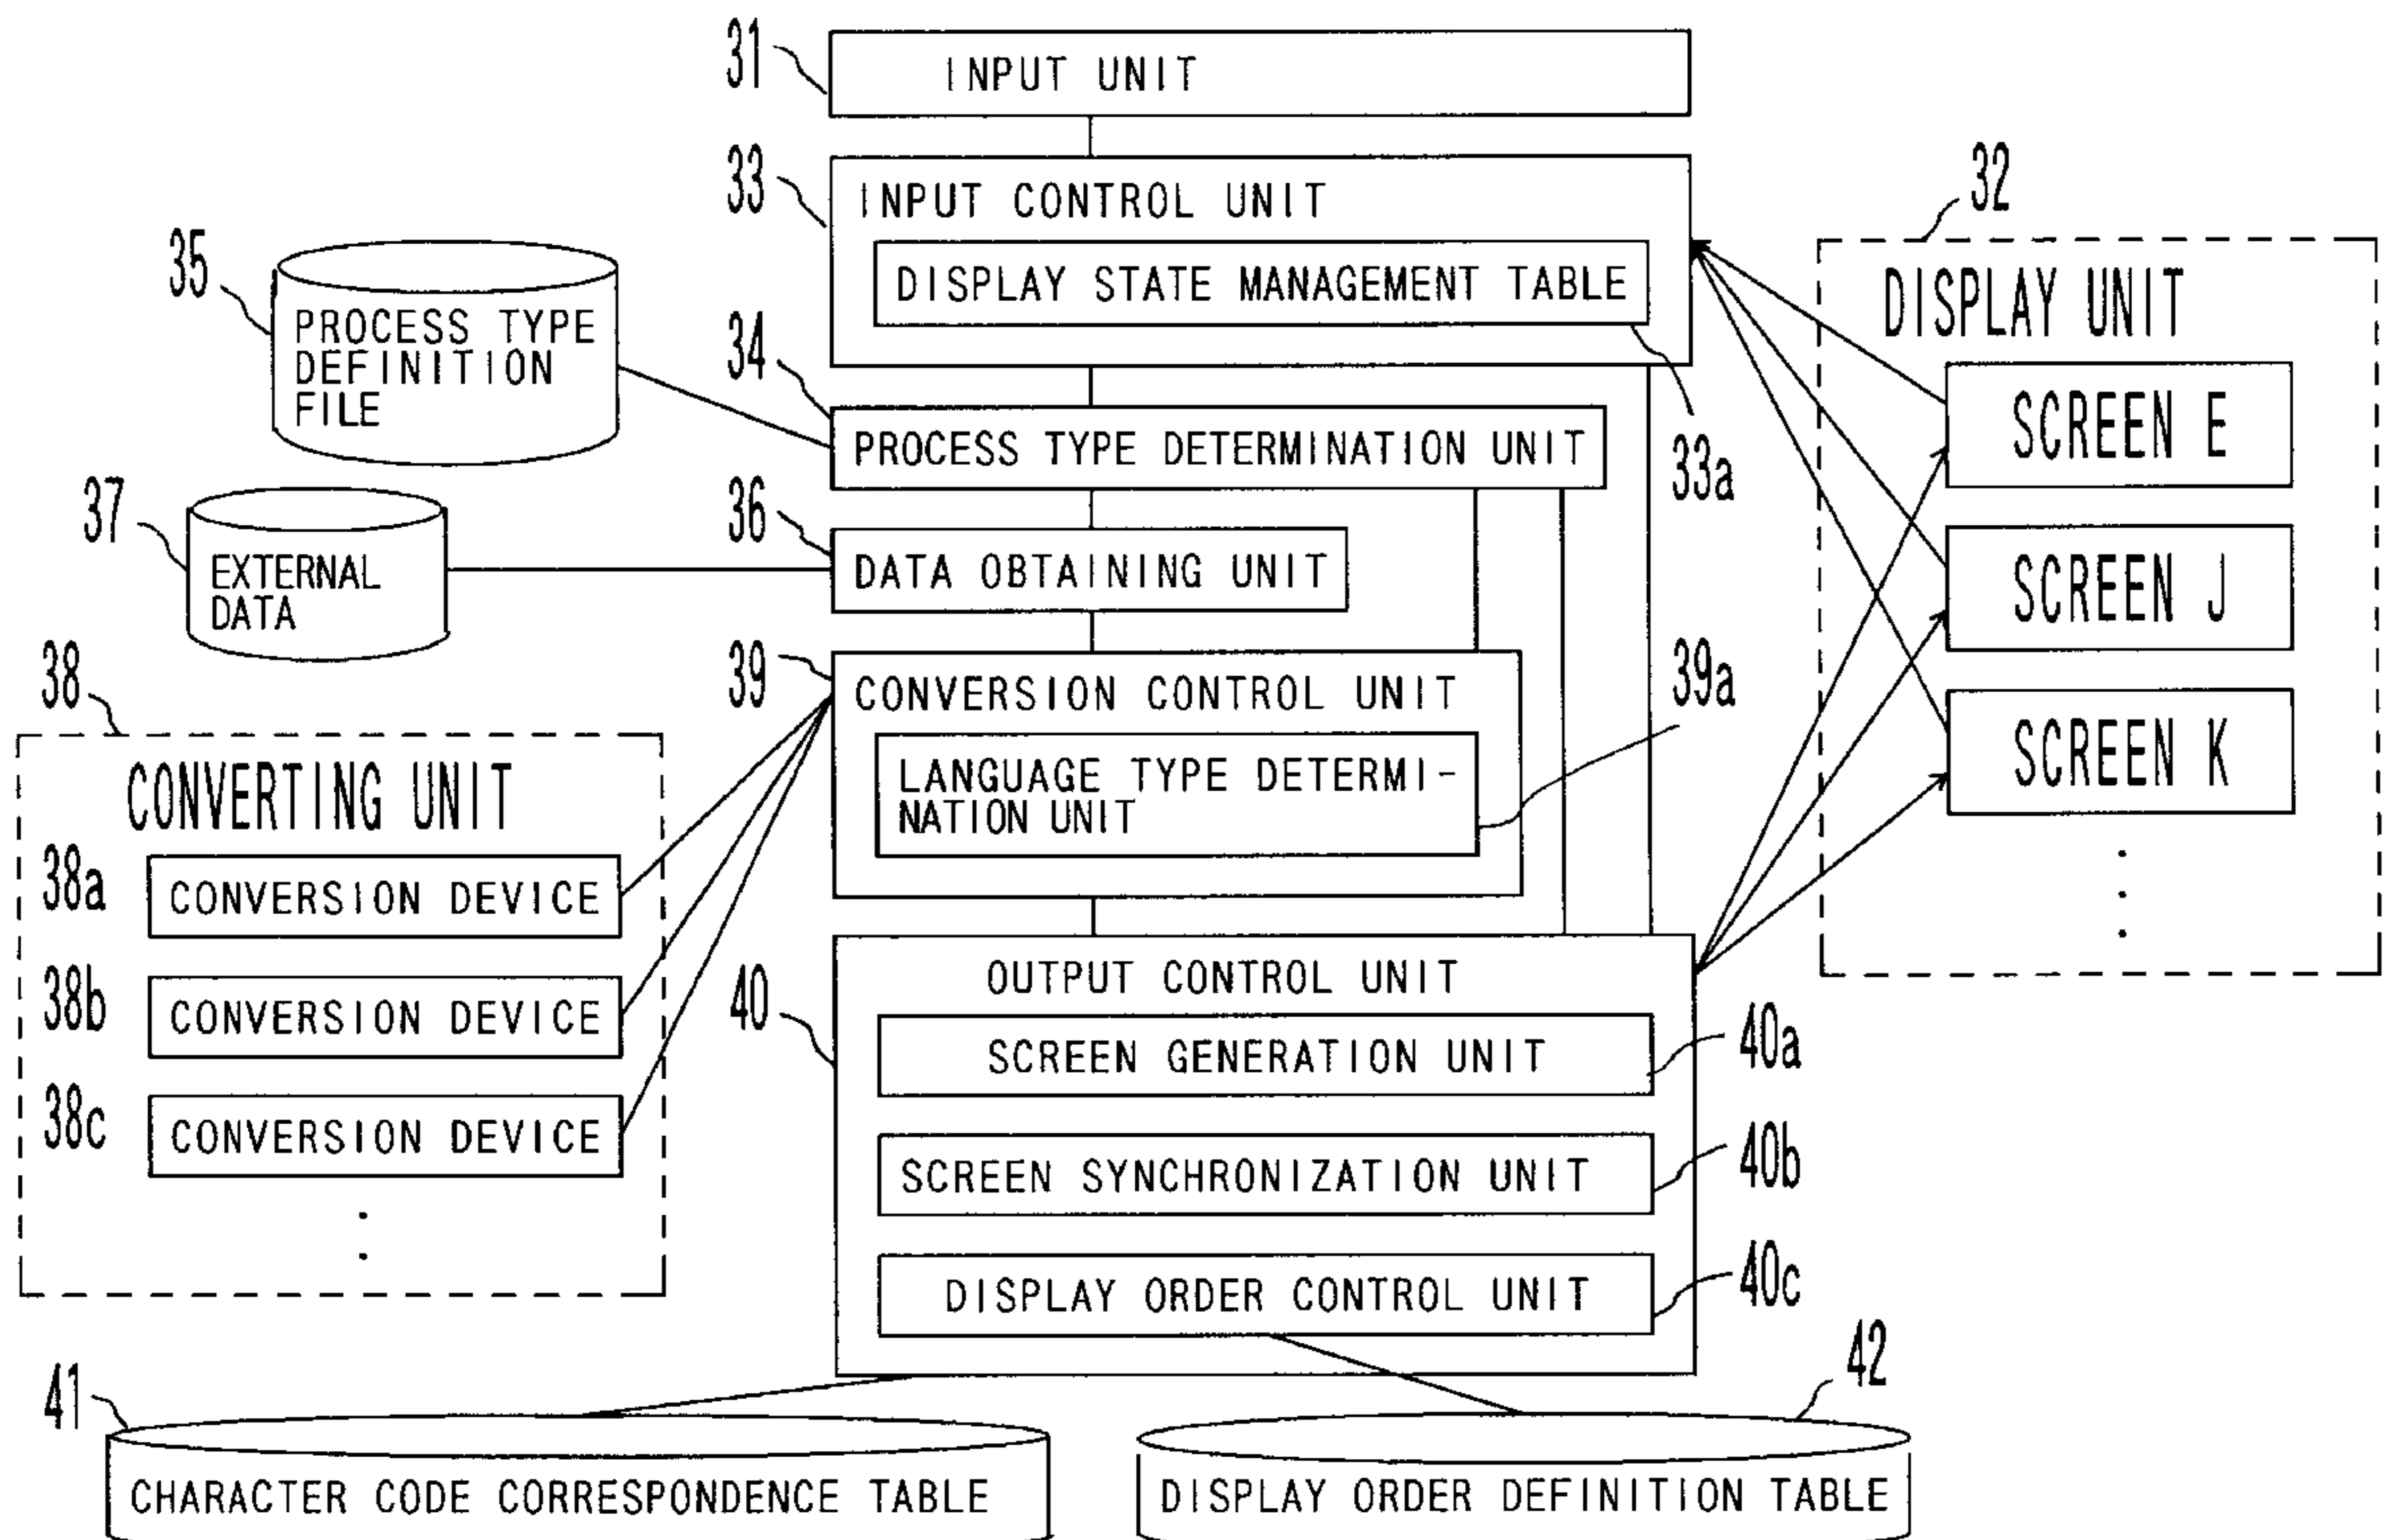 31
INPUT UNIT
33
INPUT CONTROL UNIT
DISPLAY STATE MANAGEMENT TABLE
33a
32
DISPLAY UNIT
SCREEN E
SCREEN J
SCREEN K
35
PROCESS TYPE
DEFINITION
FILE
34
PROCESS TYPE DETERMINATION UNIT
37
EXTERNAL
DATA
36
DATA OBTAINING UNIT
39
CONVERSION CONTROL UNIT
39a
LANGUAGE TYPE DETERMI-
NATION UNIT
38
CONVERTING UNIT
38a
CONVERSION DEVICE
38b
CONVERSION DEVICE
38c
CONVERSION DEVICE
40
OUTPUT CONTROL UNIT
SCREEN GENERATION UNIT
40a
SCREEN SYNCHRONIZATION UNIT
40b
DISPLAY ORDER CONTROL UNIT
40c
41
CHARACTER CODE CORRESPONDENCE TABLE
42
DISPLAY ORDER DEFINITION TABLE